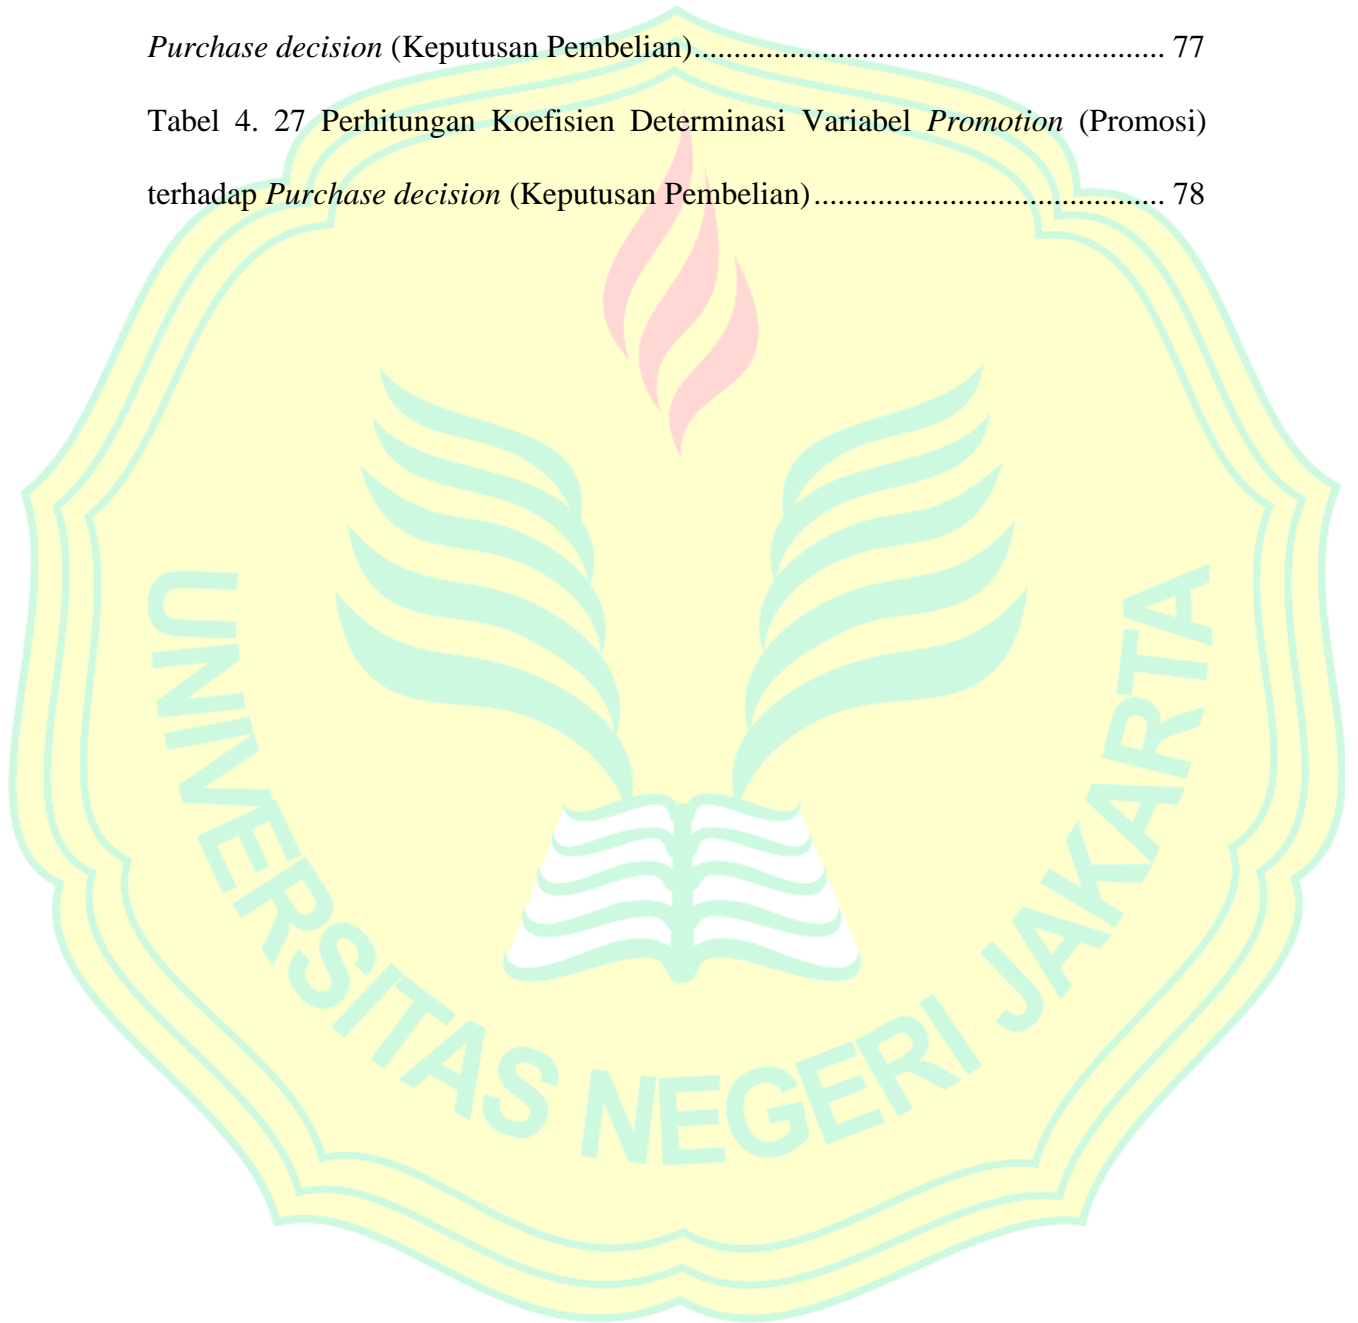 Purchase decision (Keputusan Pembelian)........................................................... 77
Tabel 4. 27 Perhitungan Koefisien Determinasi Variabel Promotion (Promosi)
terhadap Purchase decision (Keputusan Pembelian)............................................ 78
UNIVERSITAS NEGERI JAKARTA